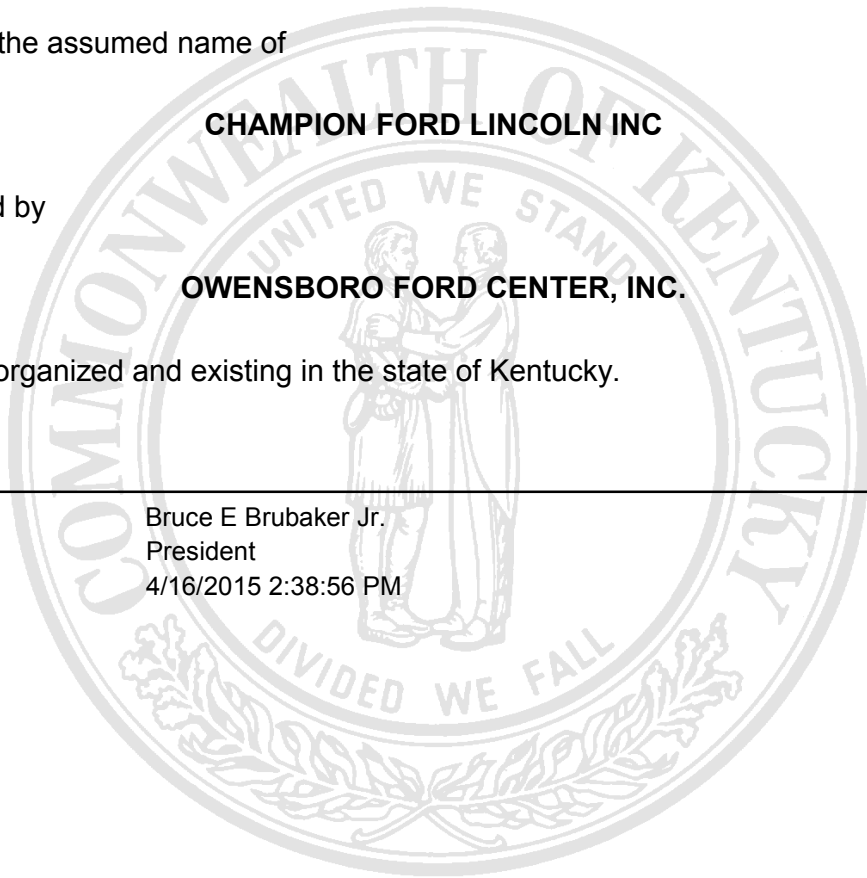 the assumed name of
CHAMPION FORD LINCOLN INC
d by
OWENSBORO FORD CENTER, INC.
organized and existing in the state of Kentucky.
Bruce E Brubaker Jr.
President
4/16/2015 2:38:56 PM
COMMONWEALTH OF KENTUCKY
UNITED WE STAND
DIVIDED WE FALL